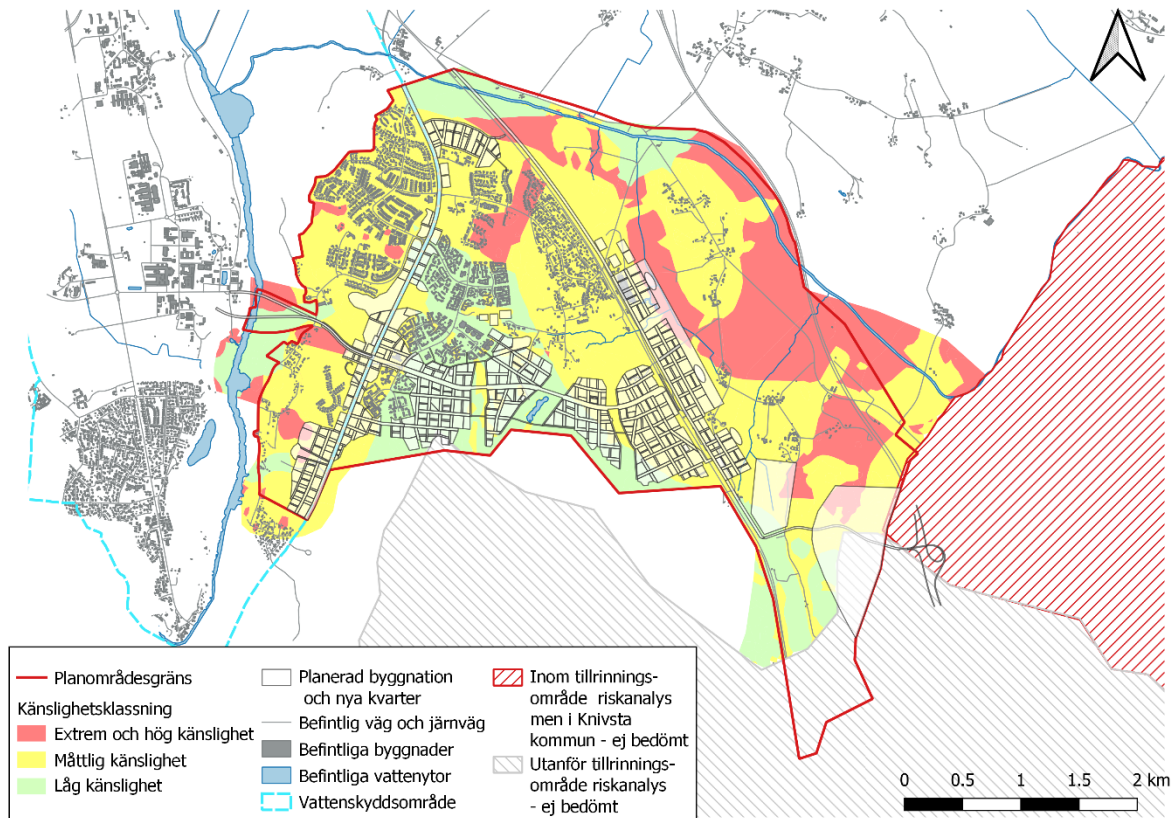 Planområdesgräns
Känslighetsklassning
Extrem och hög känslighet
Måttlig känslighet
Låg känslighet
Planerad byggnation
och nya kvarter
Befintlig väg och järnväg
Befintliga byggnader
Befintliga vattenytor
Vattenskyddsområde
Inom tillrinnings-
område riskanalys
men i Knivsta
kommun - ej bedömt
Utanför tillrinnings-
område riskanalys
- ej bedömt
0 0.5 1 1.5 2 km